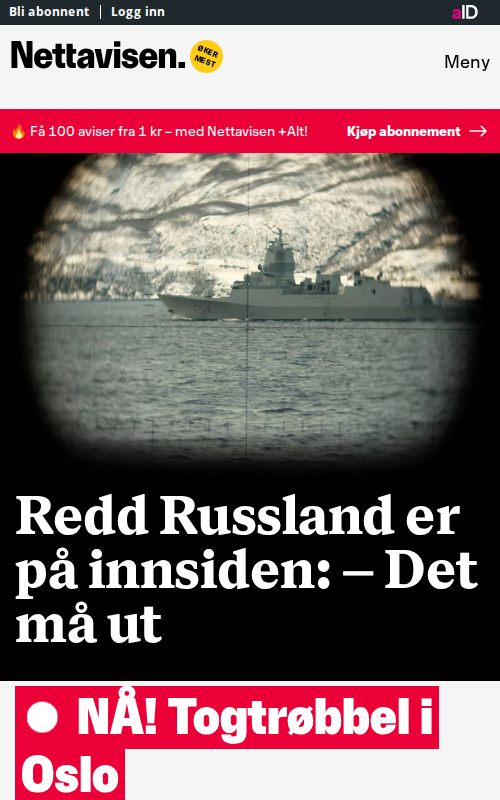 Bli abonnent | Logg inn
aID
Nettavisen.
ØKER
MEST
Meny
🔥 Få 100 aviser fra 1 kr – med Nettavisen +Alt!
Kjøp abonnement →
Redd Russland er
på innsiden: – Det
må ut
NÅ! Togtrøbbel i
Oslo